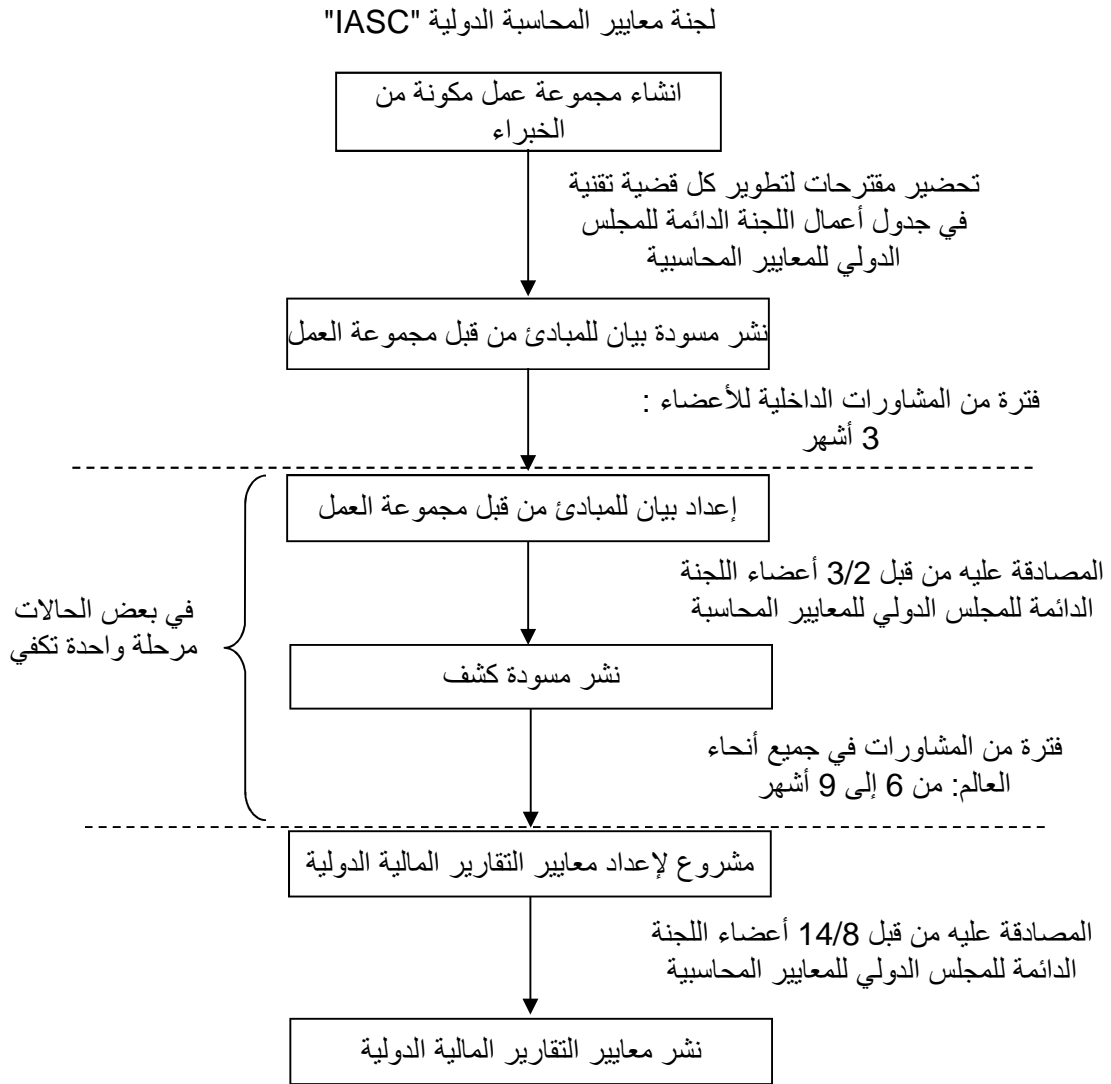 لجنة معايير المحاسبة الدولية "IASC"
انشاء مجموعة عمل مكونة من
الخبراء
تحضير مقترحات لتطوير كل قضية تقنية
في جدول أعمال اللجنة الدائمة للمجلس
الدولي للمعايير المحاسبية
نشر مسودة بيان للمبادئ من قبل مجموعة العمل
فترة من المشاورات الداخلية للأعضاء :
3 أشهر
إعداد بيان للمبادئ من قبل مجموعة العمل
المصادقة عليه من قبل 3/2 أعضاء اللجنة
الدائمة للمجلس الدولي للمعايير المحاسبة
في بعض الحالات
مرحلة واحدة تكفي
نشر مسودة كشف
فترة من المشاورات في جميع أنحاء
العالم: من 6 إلى 9 أشهر
مشروع لإعداد معايير التقارير المالية الدولية
المصادقة عليه من قبل 14/8 أعضاء اللجنة
الدائمة للمجلس الدولي للمعايير المحاسبية
نشر معايير التقارير المالية الدولية